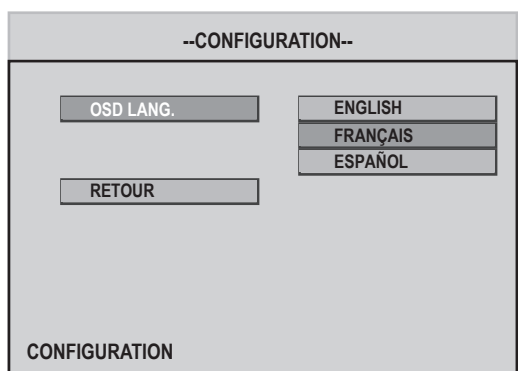 --CONFIGURATION--
OSD LANG.
ENGLISH
FRANÇAIS
ESPAÑOL
RETOUR
CONFIGURATION